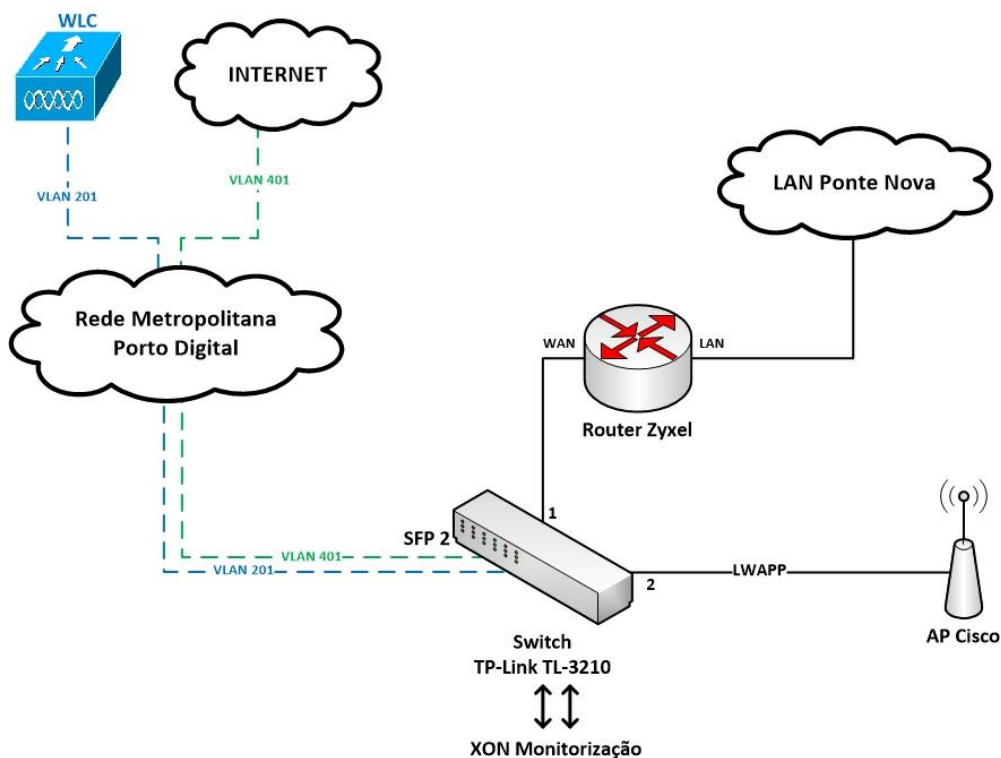 WLC
INTERNET
VLAN 201
VLAN 401
LAN Ponte Nova
Rede Metropolitana
Porto Digital
WAN
LAN
Router Zyxel
1
SFP 2
VLAN 401
VLAN 201
2
LWAPP
AP Cisco
Switch
TP-Link TL-3210
XON Monitorização